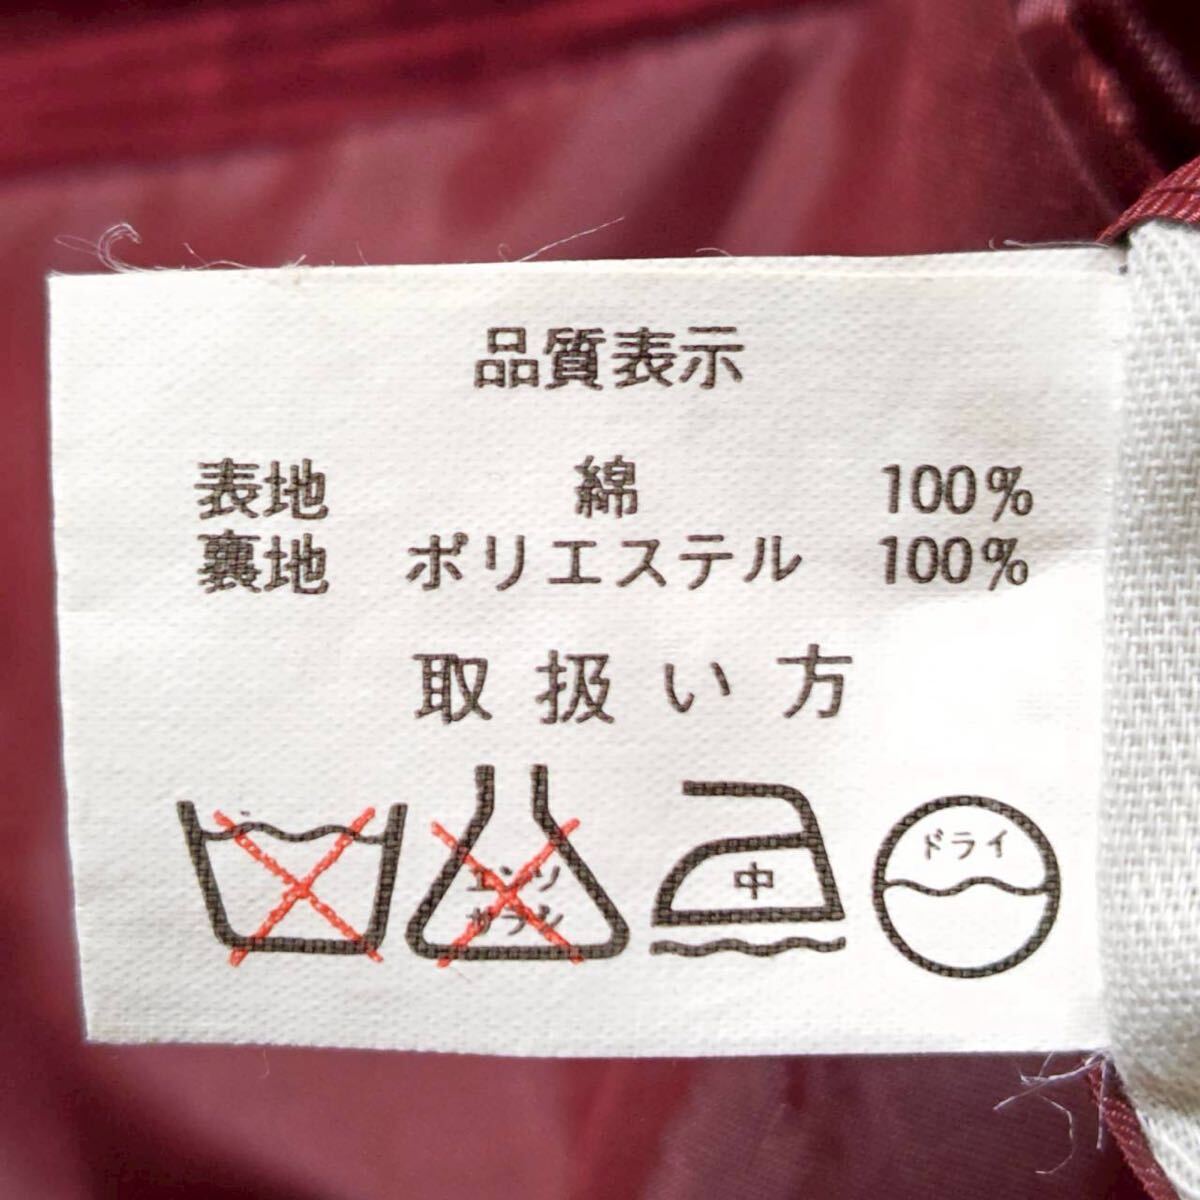 品質表示
表地 綿 100%
裏地 ポリエステル 100%
取扱い方
エンソ
サラシ
中
ドライ